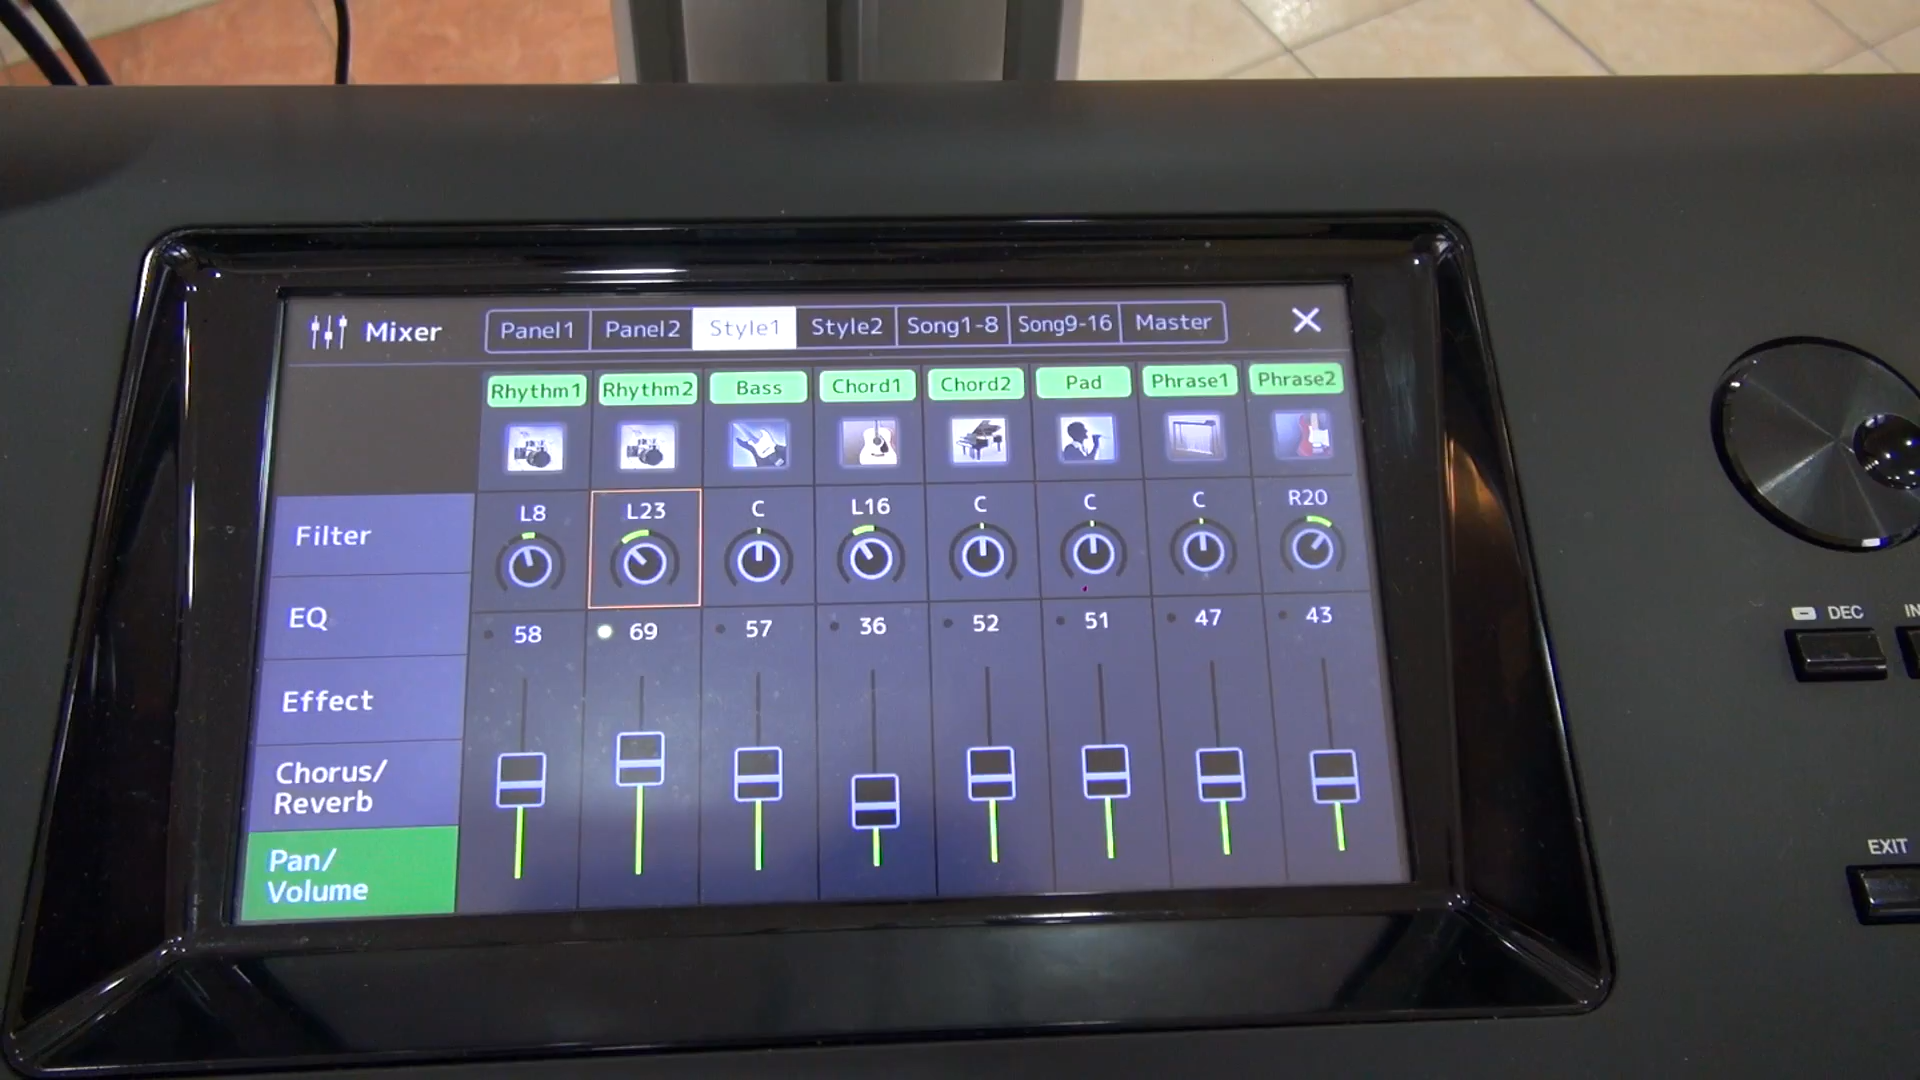 Mixer Panel1 Panel2 Style1 Style2 Song1-8 Song9-16 Master
Rhythm1 Rhythm2 Bass Chord1 Chord2 Pad Phrase1 Phrase2
L8 L23 C L16 C C C R20
58 69 57 36 52 51 47 43
Filter
EQ
Effect
Chorus/
Reverb
Pan/
Volume
DEC
EXIT